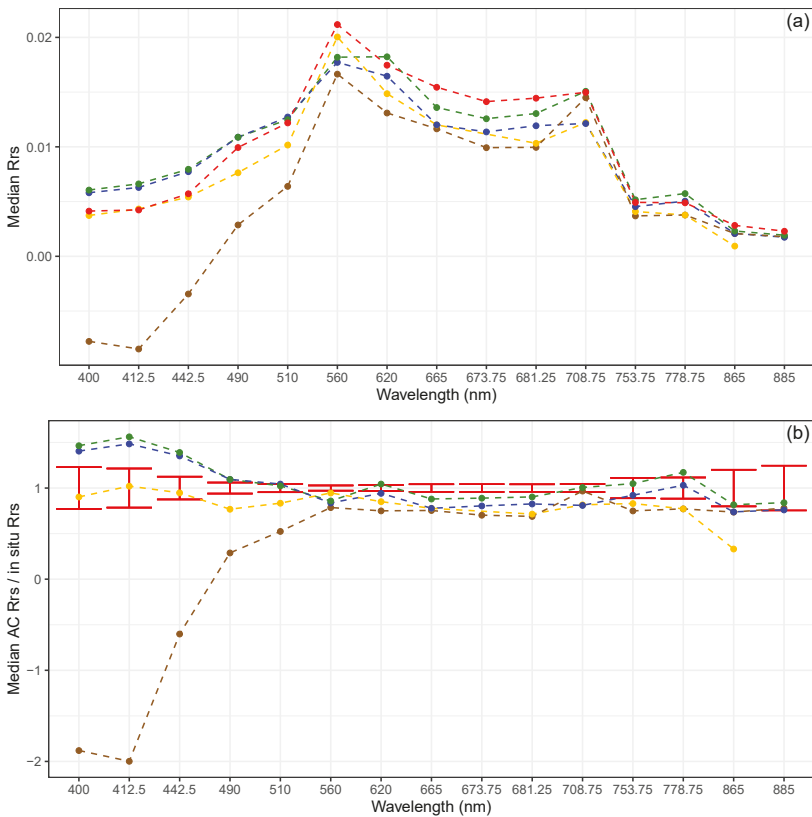 (a)
Median Rrs
0.02
0.01
0.00
400 412.5 442.5 490 510 560 620 665 673.75 681.25 708.75 753.75 778.75 865 885
Wavelength (nm)
(b)
Median AC Rrs / in situ Rrs
1
0
−1
−2
400 412.5 442.5 490 510 560 620 665 673.75 681.25 708.75 753.75 778.75 865 885
Wavelength (nm)